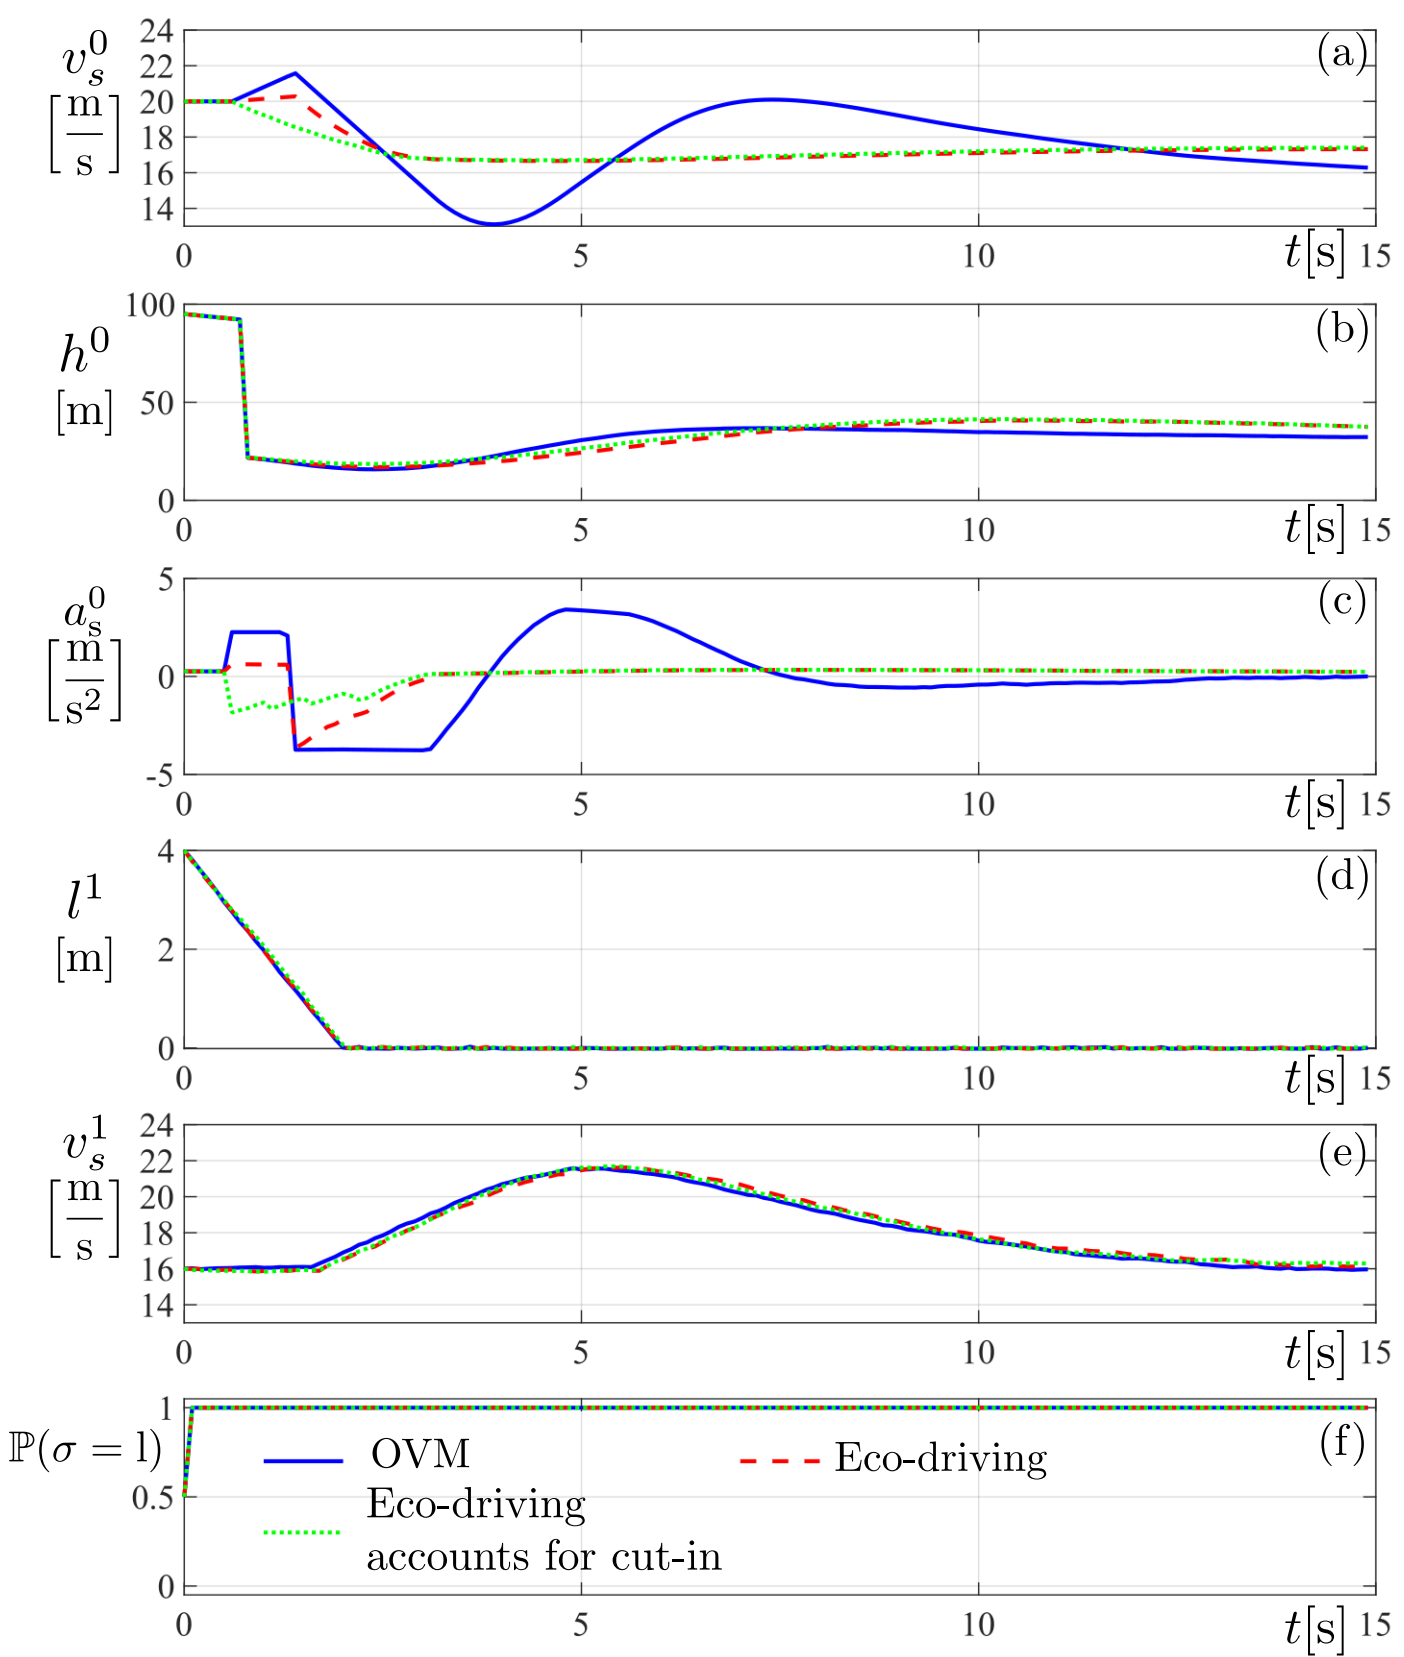 24
22
20
18
16
14
v_s^0
[m/s]
(a)
0 5 10 t[s] 15
100
50
0
h^0
[m]
(b)
0 5 10 t[s] 15
5
0
-5
a_s^0
[m/s^2]
(c)
0 5 10 t[s] 15
4
2
0
l^1
[m]
(d)
0 5 10 t[s] 15
24
22
20
18
16
14
v_s^1
[m/s]
(e)
0 5 10 t[s] 15
1
0.5
0
ℙ(σ = l)
(f)
OVM
Eco-driving
Eco-driving
accounts for cut-in
0 5 10 t[s] 15